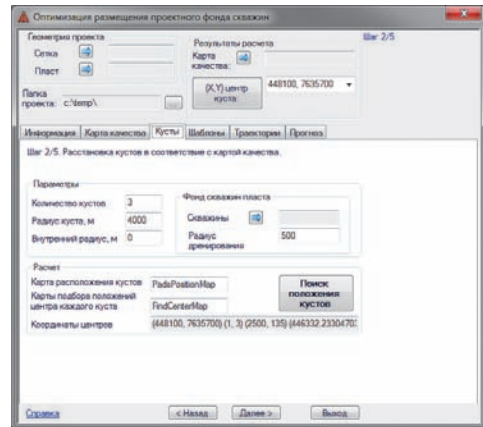 Оптимизация размещения проектного фонда скважин
Геометрия проекта
Сетка
Пласт
Папка проекта: c:\temp\
...
Результаты расчета
Карта качества:
(X,Y) центр куста:
448100, 7635700
Шаг 2/5
Информация Карта качества Кусты Шаблоны Траектории Прогноз
Шаг 2/5. Расстановка кустов в соответствие с картой качества.
Параметры
Количество кустов 3
Радиус куста, м 4000
Внутренний радиус, м 0
Фонд скважин пласта
Скважины
Радиус дренирования 500
Расчет
Карта расположения кустов PadsPositionMap
Карты подбора положений центра каждого куста FindCenterMap
Координаты центров (448100, 7635700) (1, 3) (2500, 135) (446332.2330470
Поиск положения кустов
Справка
< Назад
Далее >
Выход